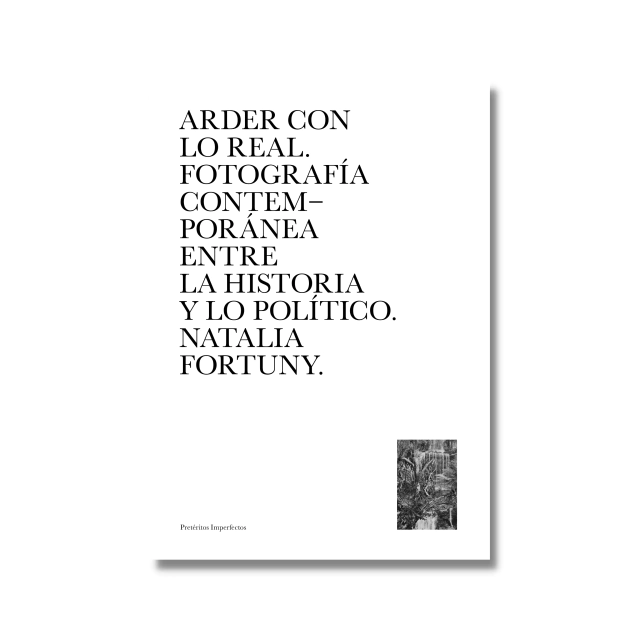 ARDER CON
LO REAL.
FOTOGRAFÍA
CONTEM–
PORÁNEA
ENTRE
LA HISTORIA
Y LO POLÍTICO.
NATALIA
FORTUNY.
Pretéritos Imperfectos